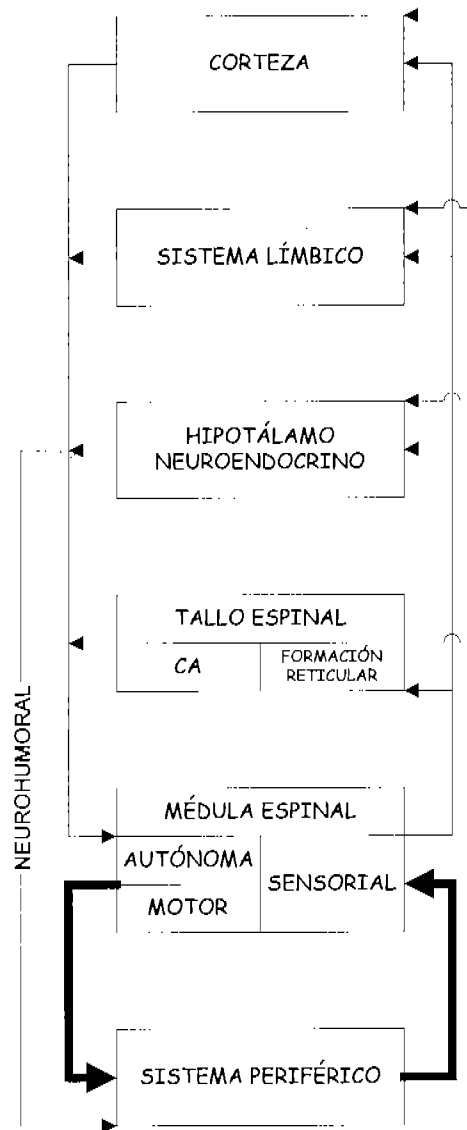 CORTEZA
SISTEMA LÍMBICO
HIPOTÁLAMO
NEUROENDOCRINO
TALLO ESPINAL
CA
FORMACIÓN
RETICULAR
NEUROHUMORAL
MÉDULA ESPINAL
AUTÓNOMA
SENSORIAL
MOTOR
SISTEMA PERIFÉRICO